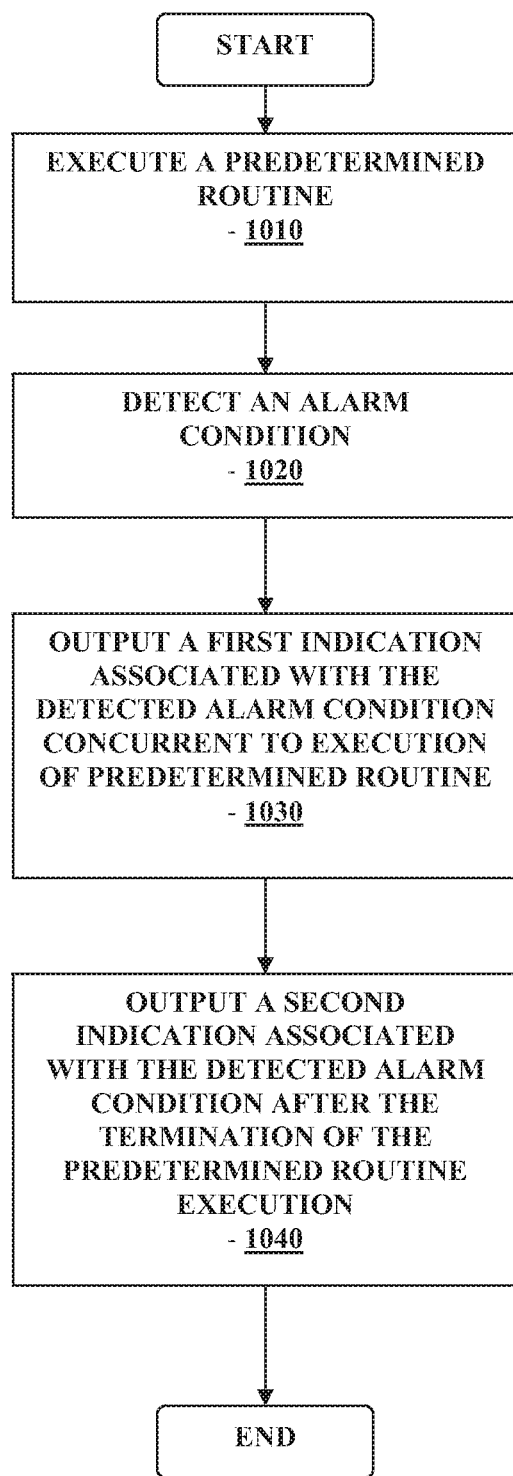 START
EXECUTE A PREDETERMINED
ROUTINE
- 1010
DETECT AN ALARM
CONDITION
- 1020
OUTPUT A FIRST INDICATION
ASSOCIATED WITH THE
DETECTED ALARM CONDITION
CONCURRENT TO EXECUTION
OF PREDETERMINED ROUTINE
- 1030
OUTPUT A SECOND
INDICATION ASSOCIATED
WITH THE DETECTED ALARM
CONDITION AFTER THE
TERMINATION OF THE
PREDETERMINED ROUTINE
EXECUTION
- 1040
END